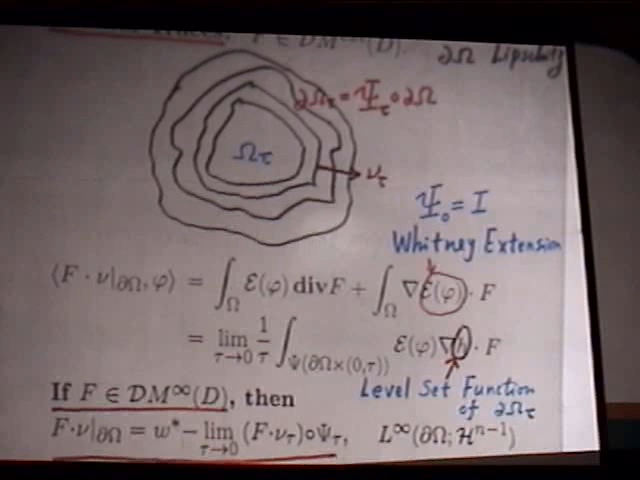 F ∈ DM^∞(D). ∂Ω Lipschitz
∂Ω_τ = Ψ_τ ∘ ∂Ω
Ω_τ
ν_τ
Ψ_0 = I
Whitney Extension
⟨F · ν|_∂Ω, φ⟩ = ∫_Ω ℰ(φ) divF + ∫_Ω ∇ℰ(φ) · F
= lim_{τ→0} 1/τ ∫_{Ψ(∂Ω×(0,τ))} ℰ(φ)∇h · F
Level Set Function
of ∂Ω_τ
If F ∈ DM^∞(D), then
F·ν|_∂Ω = w* − lim_{τ→0} (F·ν_τ)∘Ψ_τ, L^∞(∂Ω; H^{n−1})